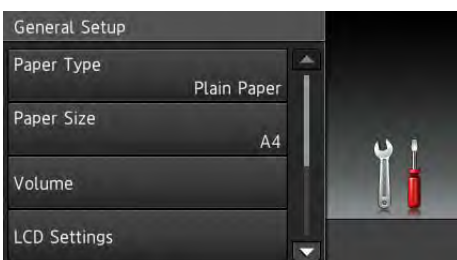 General Setup
Paper Type
Plain Paper
Paper Size
A4
Volume
LCD Settings